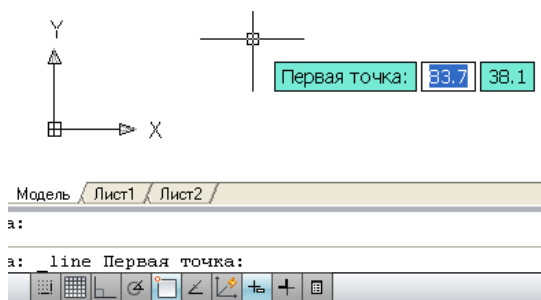 Y
Первая точка: 83.7 38.1
X
Модель Лист1 Лист2
а:
а: _line Первая точка: